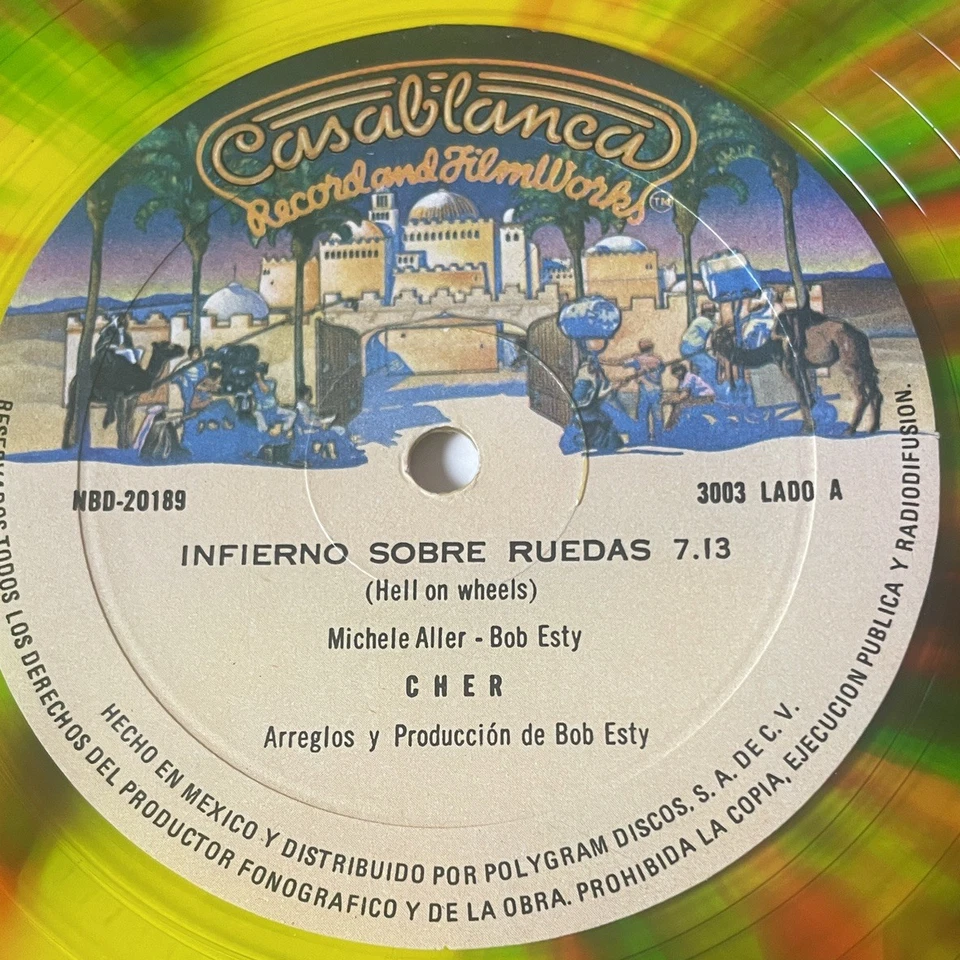 Casablanca
Record and FilmWorks
TM
NBD-20189
3003 LADO A
INFIERNO SOBRE RUEDAS 7.13
(Hell on wheels)
Michele Aller - Bob Esty
CHER
Arreglos y Producción de Bob Esty
HECHO EN MEXICO Y DISTRIBUIDO POR POLYGRAM DISCOS, S. A. DE C. V.
RESERVADOS TODOS LOS DERECHOS DEL PRODUCTOR FONOGRAFICO Y DE LA OBRA. PROHIBIDA LA COPIA, EJECUCION PUBLICA Y RADIODIFUSION.